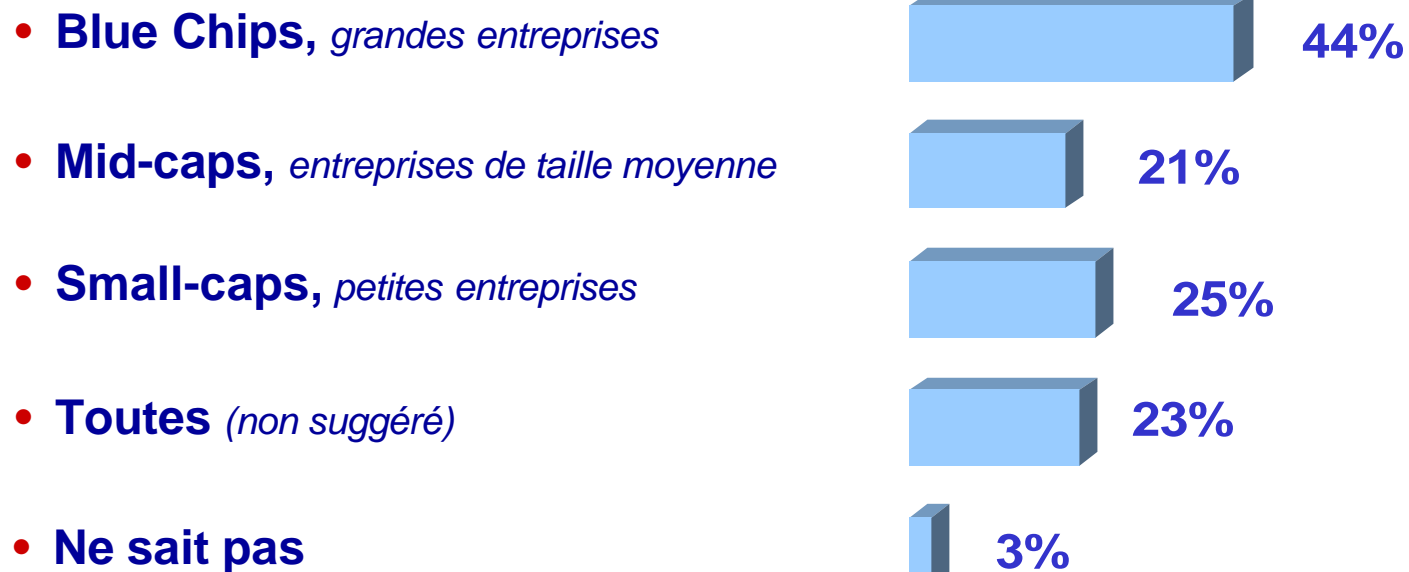 • Blue Chips, grandes entreprises 44%
• Mid-caps, entreprises de taille moyenne 21%
• Small-caps, petites entreprises 25%
• Toutes (non suggéré) 23%
• Ne sait pas 3%